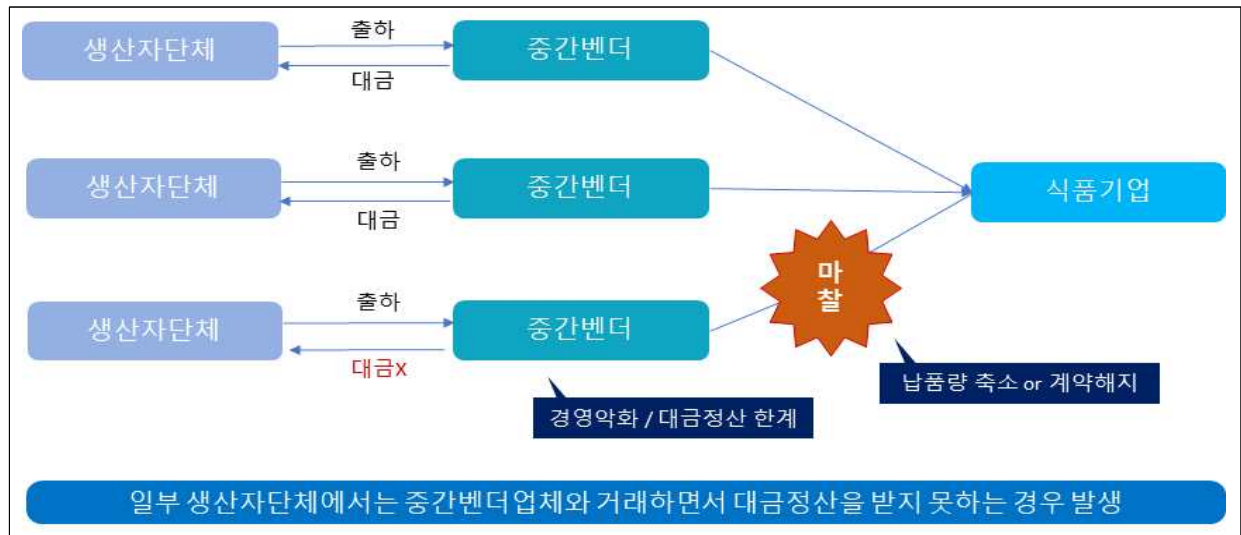 출하
생산자단체
중간벤더
대금
출하
생산자단체
중간벤더
식품기업
대금
마
찰
출하
생산자단체
중간벤더
대금x
납품량 축소 or 계약해지
경영악화 / 대금정산 한계
일부 생산자단체에서는 중간벤더업체와 거래하면서 대금정산을 받지 못하는 경우 발생